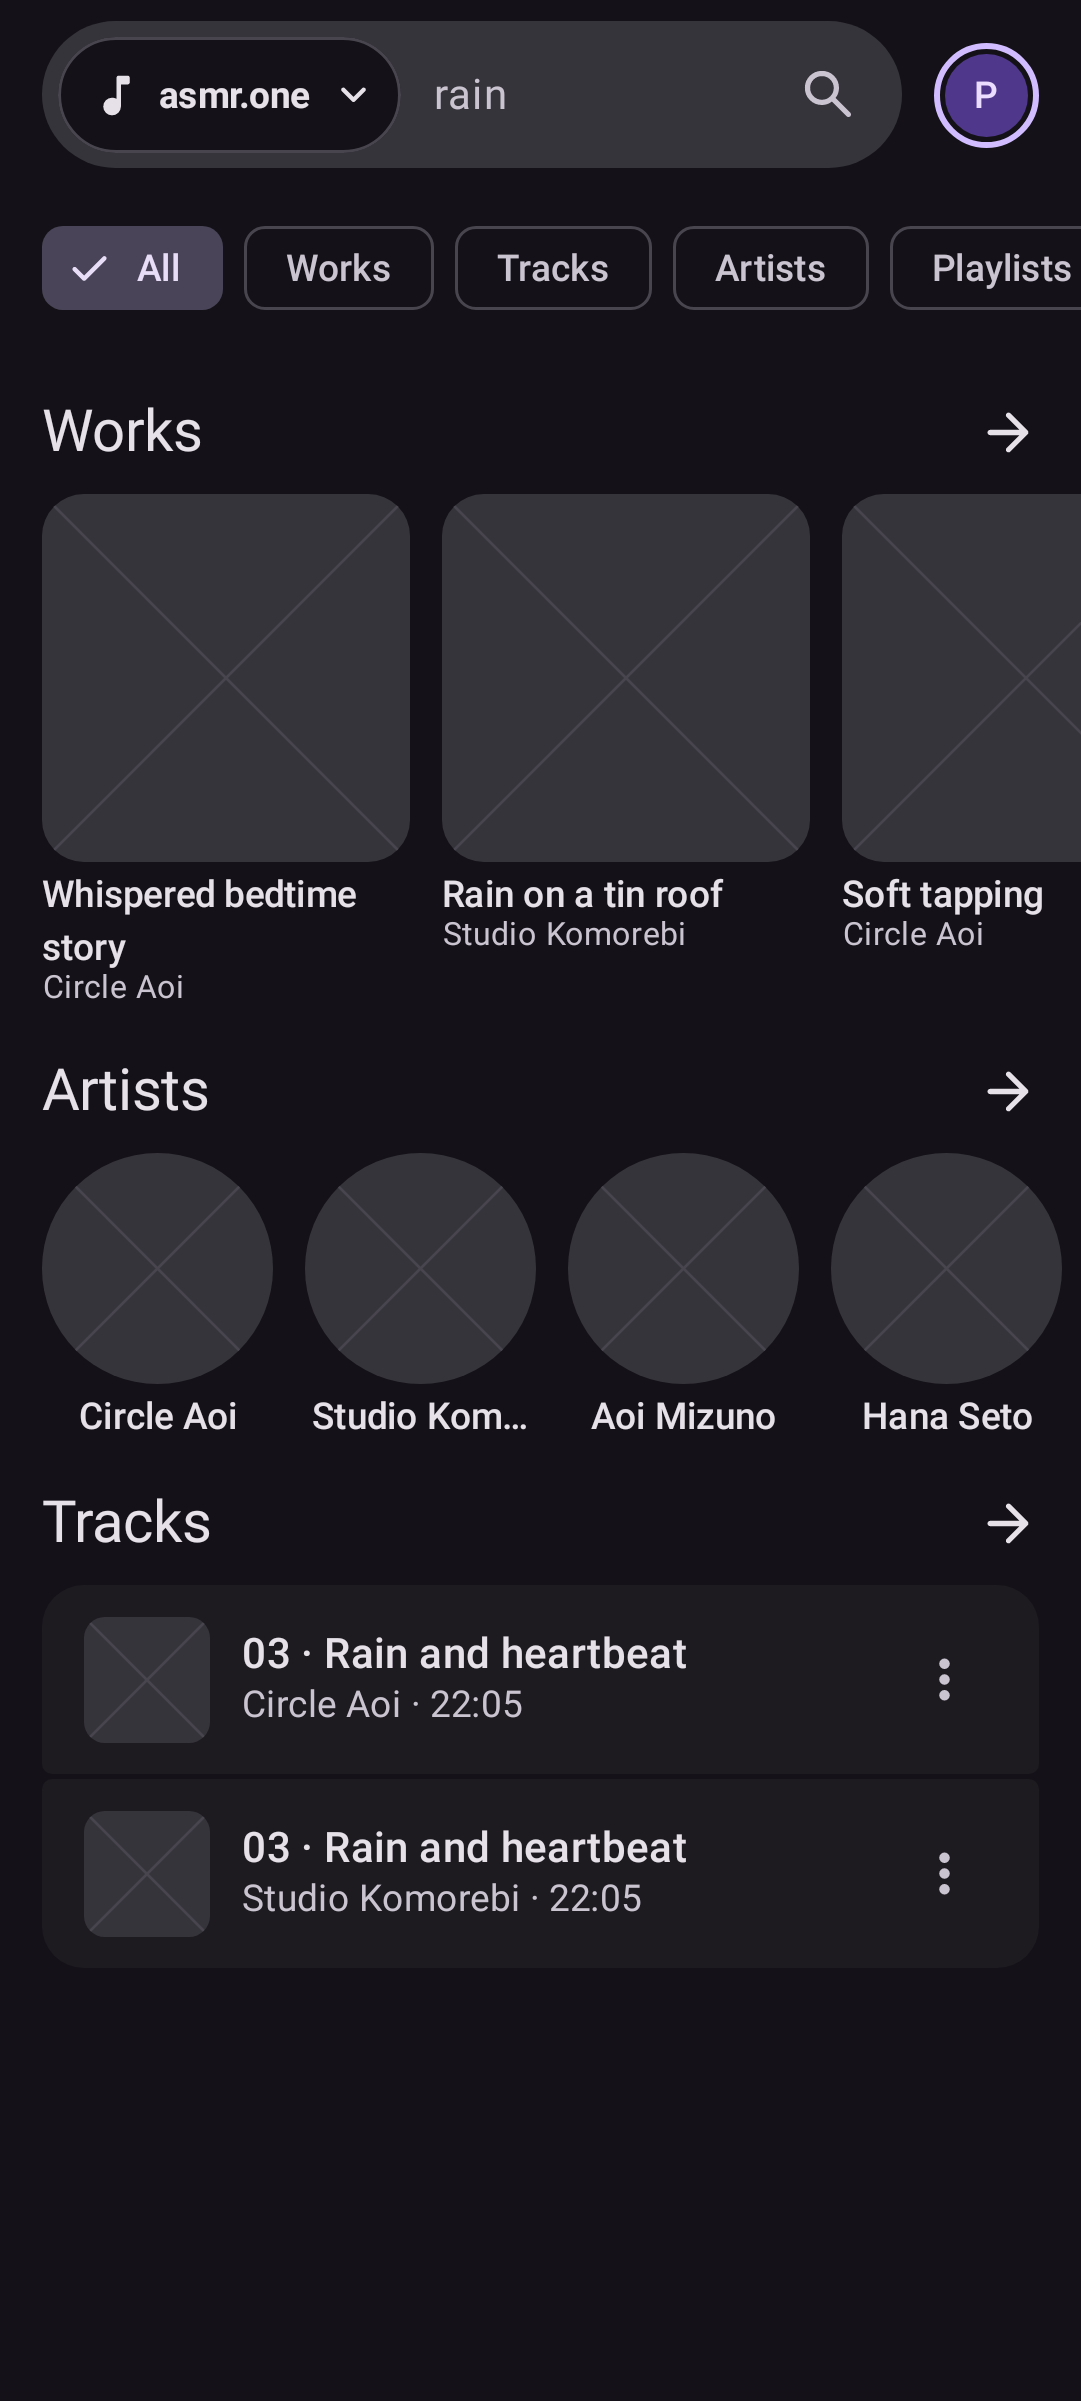 asmr.one rain P
All Works Tracks Artists Playlists
Works
Whispered bedtime
story
Circle Aoi
Rain on a tin roof
Studio Komorebi
Soft tapping
Circle Aoi
Artists
Circle Aoi
Studio Kom...
Aoi Mizuno
Hana Seto
Tracks
03 · Rain and heartbeat
Circle Aoi · 22:05
03 · Rain and heartbeat
Studio Komorebi · 22:05